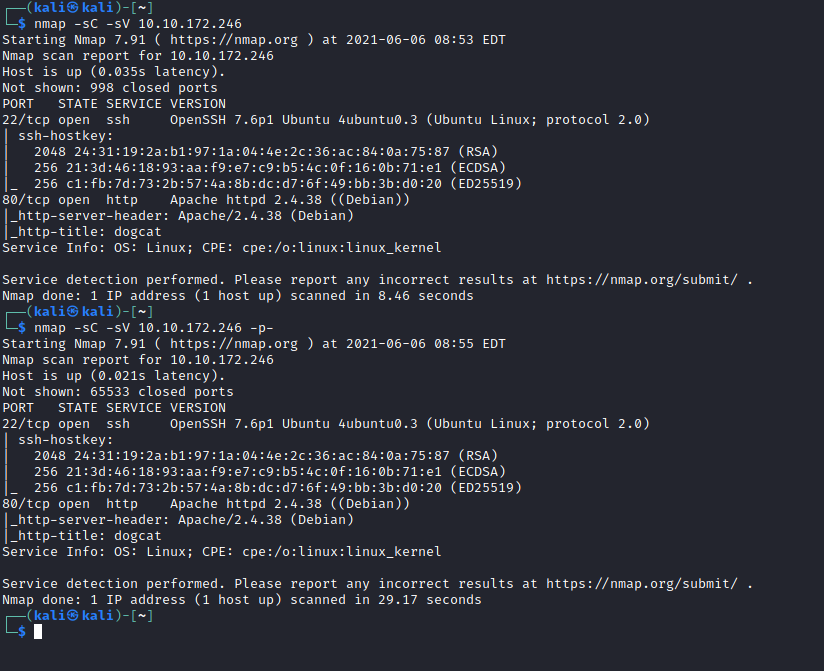 ┌──(kali㉿kali)-[~]
└─$ nmap -sC -sV 10.10.172.246
Starting Nmap 7.91 ( https://nmap.org ) at 2021-06-06 08:53 EDT
Nmap scan report for 10.10.172.246
Host is up (0.035s latency).
Not shown: 998 closed ports
PORT   STATE SERVICE VERSION
22/tcp open  ssh     OpenSSH 7.6p1 Ubuntu 4ubuntu0.3 (Ubuntu Linux; protocol 2.0)
| ssh-hostkey:
|   2048 24:31:19:2a:b1:97:1a:04:4e:2c:36:ac:84:0a:75:87 (RSA)
|   256 21:3d:46:18:93:aa:f9:e7:c9:b5:4c:0f:16:0b:71:e1 (ECDSA)
|_  256 c1:fb:7d:73:2b:57:4a:8b:dc:d7:6f:49:bb:3b:d0:20 (ED25519)
80/tcp open  http    Apache httpd 2.4.38 ((Debian))
|_http-server-header: Apache/2.4.38 (Debian)
|_http-title: dogcat
Service Info: OS: Linux; CPE: cpe:/o:linux:linux_kernel

Service detection performed. Please report any incorrect results at https://nmap.org/submit/ .
Nmap done: 1 IP address (1 host up) scanned in 8.46 seconds
┌──(kali㉿kali)-[~]
└─$ nmap -sC -sV 10.10.172.246 -p-
Starting Nmap 7.91 ( https://nmap.org ) at 2021-06-06 08:55 EDT
Nmap scan report for 10.10.172.246
Host is up (0.021s latency).
Not shown: 65533 closed ports
PORT   STATE SERVICE VERSION
22/tcp open  ssh     OpenSSH 7.6p1 Ubuntu 4ubuntu0.3 (Ubuntu Linux; protocol 2.0)
| ssh-hostkey:
|   2048 24:31:19:2a:b1:97:1a:04:4e:2c:36:ac:84:0a:75:87 (RSA)
|   256 21:3d:46:18:93:aa:f9:e7:c9:b5:4c:0f:16:0b:71:e1 (ECDSA)
|_  256 c1:fb:7d:73:2b:57:4a:8b:dc:d7:6f:49:bb:3b:d0:20 (ED25519)
80/tcp open  http    Apache httpd 2.4.38 ((Debian))
|_http-server-header: Apache/2.4.38 (Debian)
|_http-title: dogcat
Service Info: OS: Linux; CPE: cpe:/o:linux:linux_kernel

Service detection performed. Please report any incorrect results at https://nmap.org/submit/ .
Nmap done: 1 IP address (1 host up) scanned in 29.17 seconds
┌──(kali㉿kali)-[~]
└─$